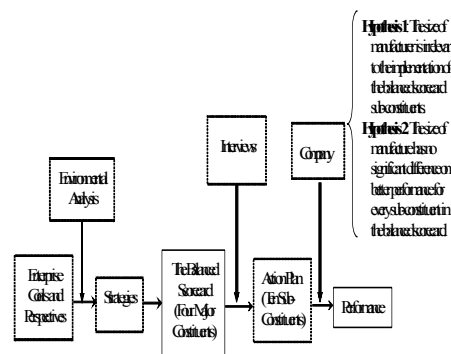 Hypothesis 1: The size of
manufacturer is irrelevant
to the implementation of
the balanced scorecard
sub-constituents.
Hypothesis 2: The size of
manufacture has no
significant difference on
better performance for
every sub-constituent in
the balanced scorecard
Interviews
Company
Environmental
Analysis
Enterprise
Goals and
Perspectives
Strategies
The Balanced
Scorecard
(Four Major
Constituents)
Action Plan
(Ten Sub-
Constituents)
Performance